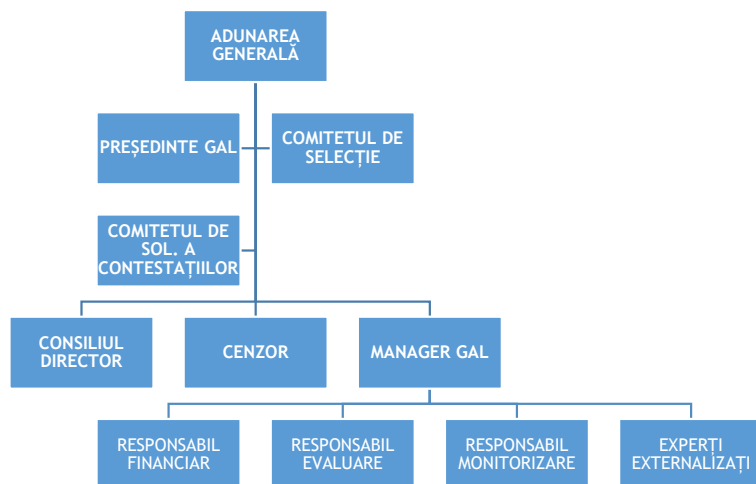 ADUNAREA
GENERALĂ
PREȘEDINTE GAL
COMITETUL DE
SELECȚIE
COMITETUL DE
SOL. A
CONTESTAȚIILOR
CONSILIUL
DIRECTOR
CENZOR
MANAGER GAL
RESPONSABIL
FINANCIAR
RESPONSABIL
EVALUARE
RESPONSABIL
MONITORIZARE
EXPERȚI
EXTERNALIZAȚI